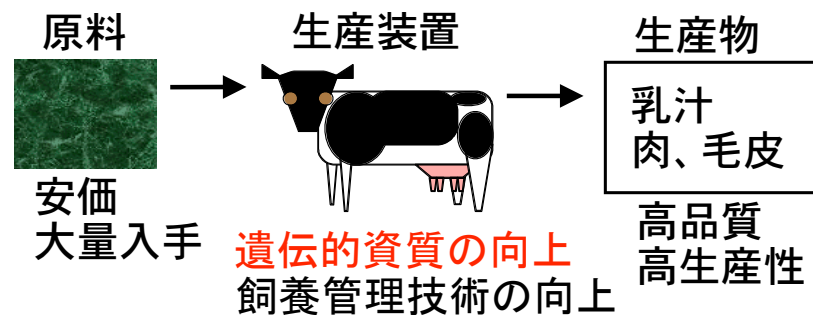 原料
安価
大量入手
生産装置
遺伝的資質の向上
飼養管理技術の向上
生産物
乳汁
肉、毛皮
高品質
高生産性